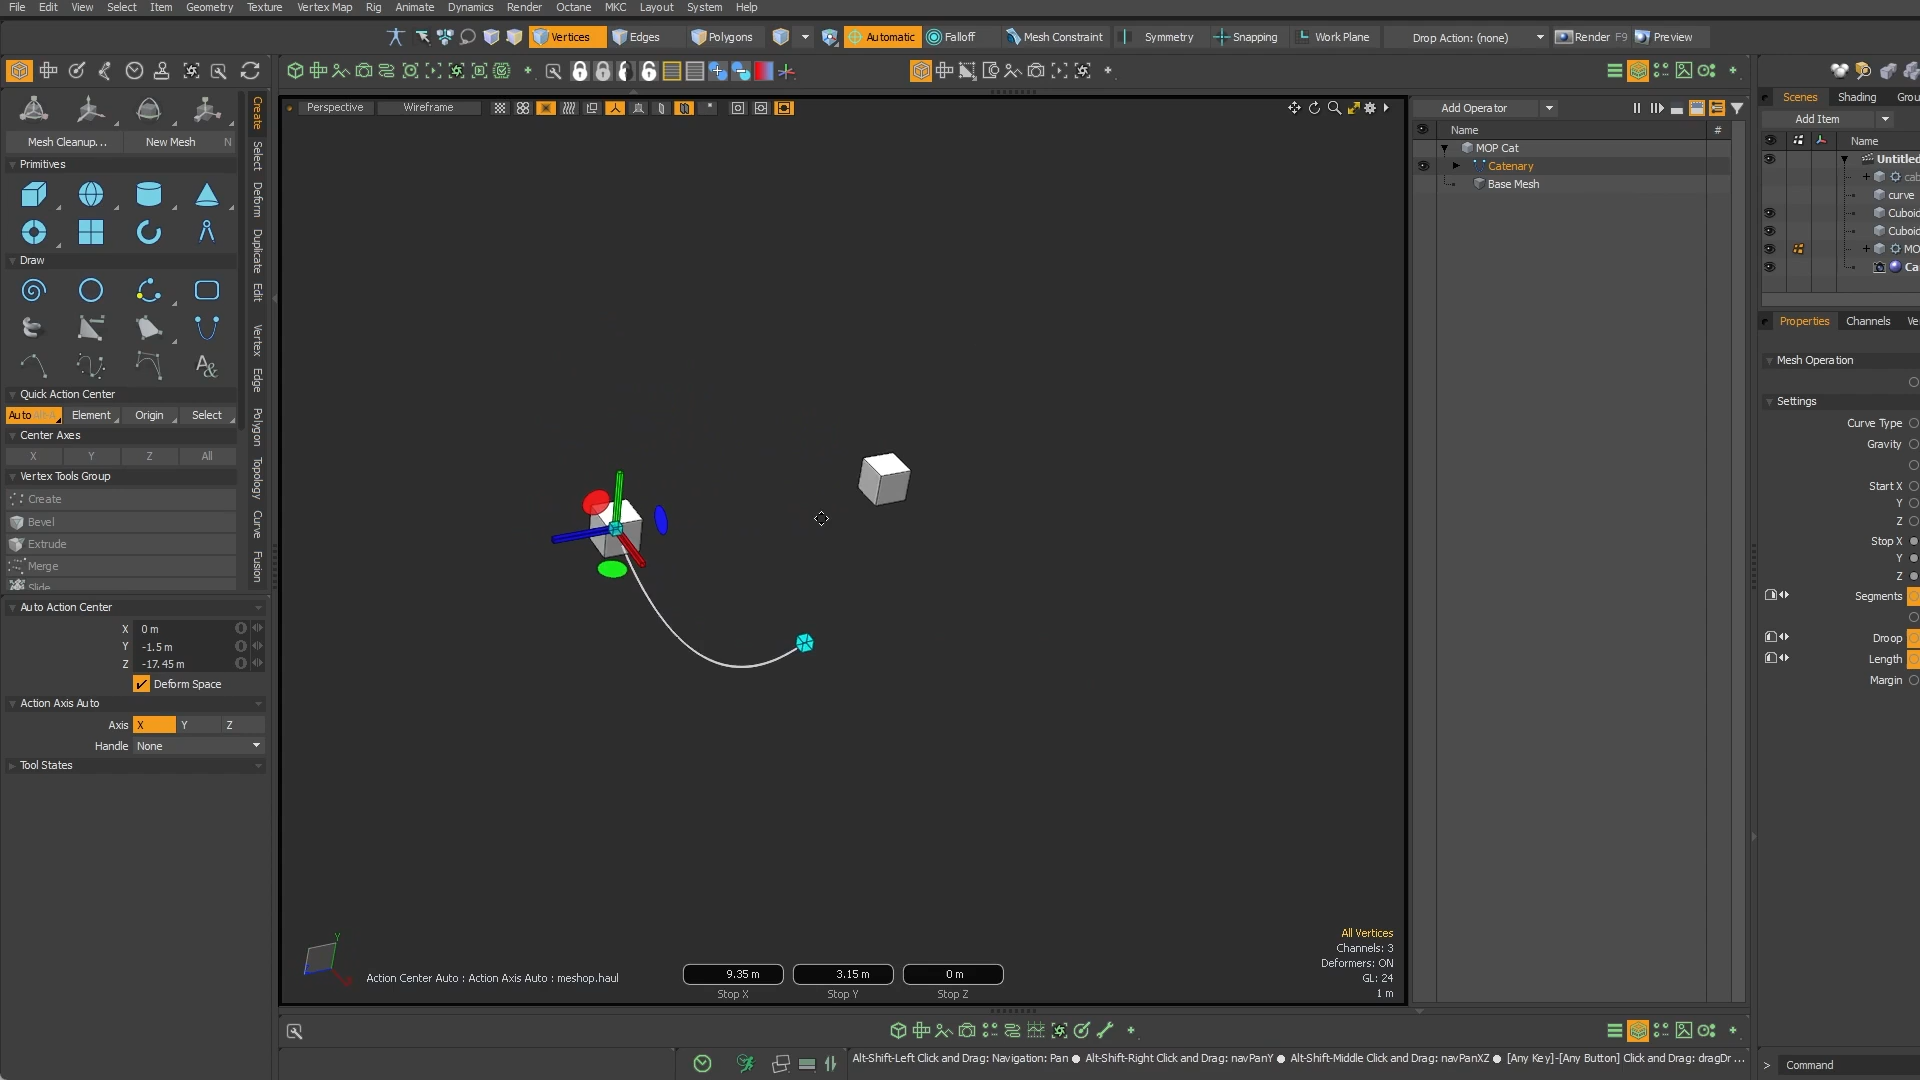 File Edit View Select Item Geometry Texture Vertex Map Rig Animate Dynamics Render Octane MKC Layout System Help
Vertices Edges Polygons Automatic Falloff Mesh Constraint Symmetry Snapping Work Plane Drop Action: (none) Render F9 Preview
Perspective Wireframe
Mesh Cleanup... New Mesh N
Primitives
Draw
Quick Action Center
Auto Element Origin Select
Center Axes
X Y Z All
Vertex Tools Group
Create
Bevel
Extrude
Merge
Slide
Create
Select
Deform
Duplicate
Edit
Vertex
Edge
Polygon
Topology
Curve
Fusion
Auto Action Center
X 0 m
Y -1.5 m
Z -17.45 m
Deform Space
Action Axis Auto
Axis X Y Z
Handle None
Tool States
Y
Action Center Auto : Action Axis Auto : meshop.haul
9.35 m 3.15 m 0 m
Stop X Stop Y Stop Z
All Vertices
Channels: 3
Deformers: ON
GL: 24
1 m
Add Operator
Name #
MOP Cat
Catenary
Base Mesh
Scenes Shading Grou
Add Item
Name
Untitled
cab
curve
Cuboid
Cuboid
MO
Ca
Properties Channels Ve
Mesh Operation
Settings
Curve Type
Gravity
Start X
Y
Z
Stop X
Y
Z
Segments
Droop
Length
Margin
Alt-Shift-Left Click and Drag: Navigation: Pan ● Alt-Shift-Right Click and Drag: navPanY ● Alt-Shift-Middle Click and Drag: navPanXZ ● [Any Key]-[Any Button] Click and Drag: dragDr ...
> Command